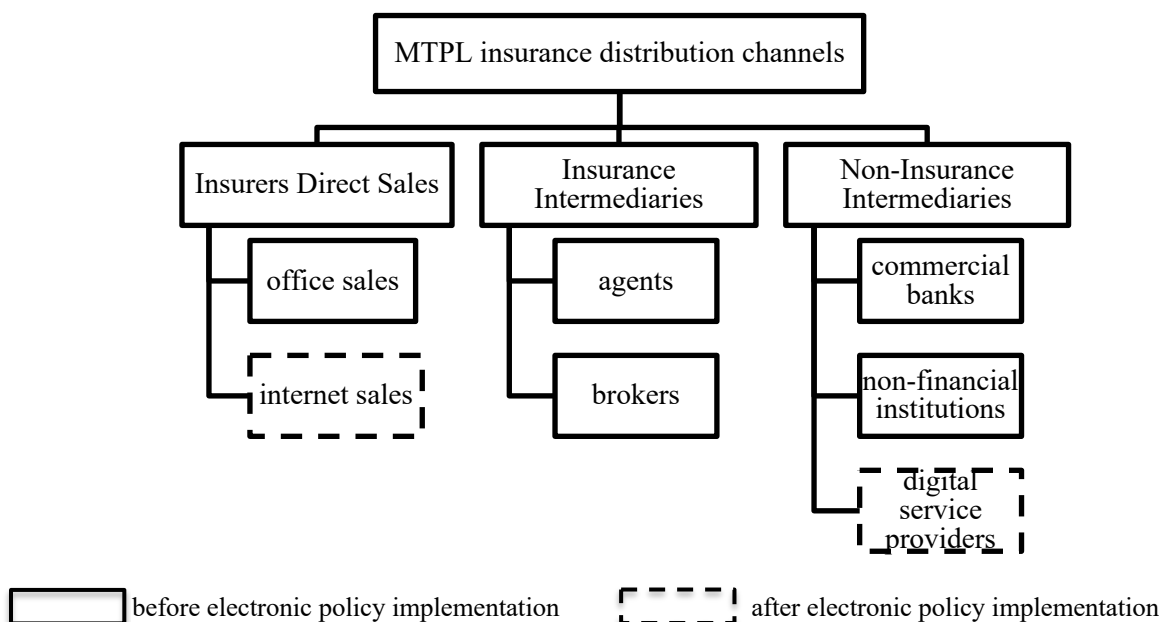 MTPL insurance distribution channels
Insurers Direct Sales
office sales
internet sales
Insurance
Intermediaries
agents
brokers
Non-Insurance
Intermediaries
commercial
banks
non-financial
institutions
digital
service
providers
before electronic policy implementation
after electronic policy implementation